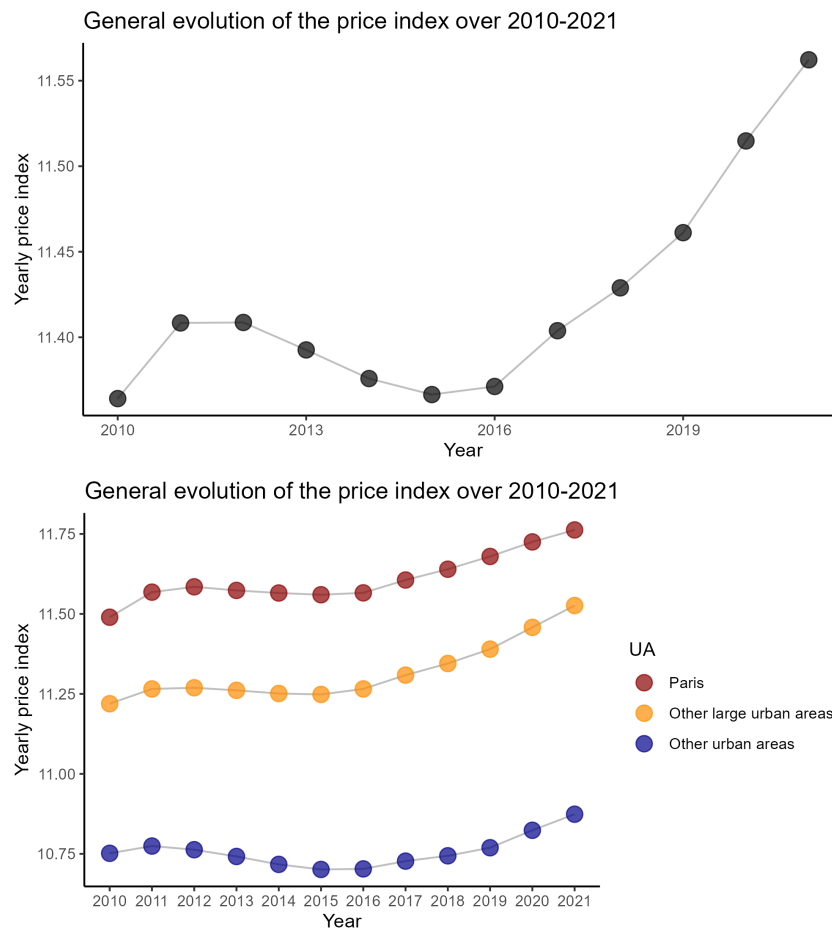 General evolution of the price index over 2010-2021
11.55
11.50
11.45
11.40
Yearly price index
2010 2013 2016 2019
Year
General evolution of the price index over 2010-2021
11.75
11.50
11.25
11.00
10.75
Yearly price index
2010 2011 2012 2013 2014 2015 2016 2017 2018 2019 2020 2021
Year
UA
Paris
Other large urban areas
Other urban areas